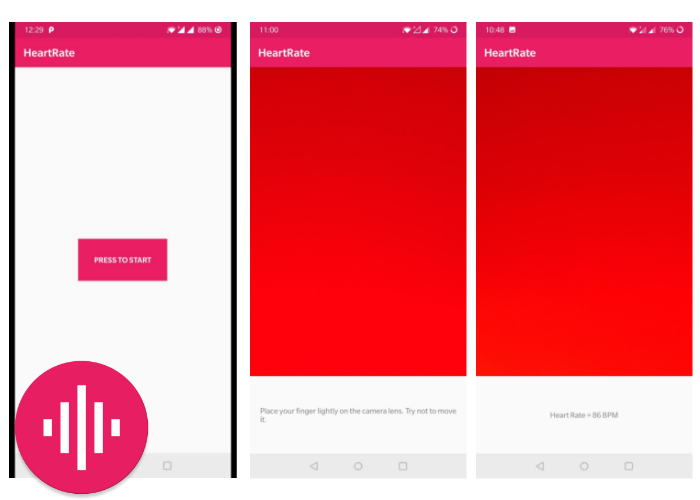 12:29 P 88%
HeartRate
PRESS TO START
11:00 74%
HeartRate
Place your finger lightly on the camera lens. Try not to move
it.
10:48 76%
HeartRate
Heart Rate = 86 BPM